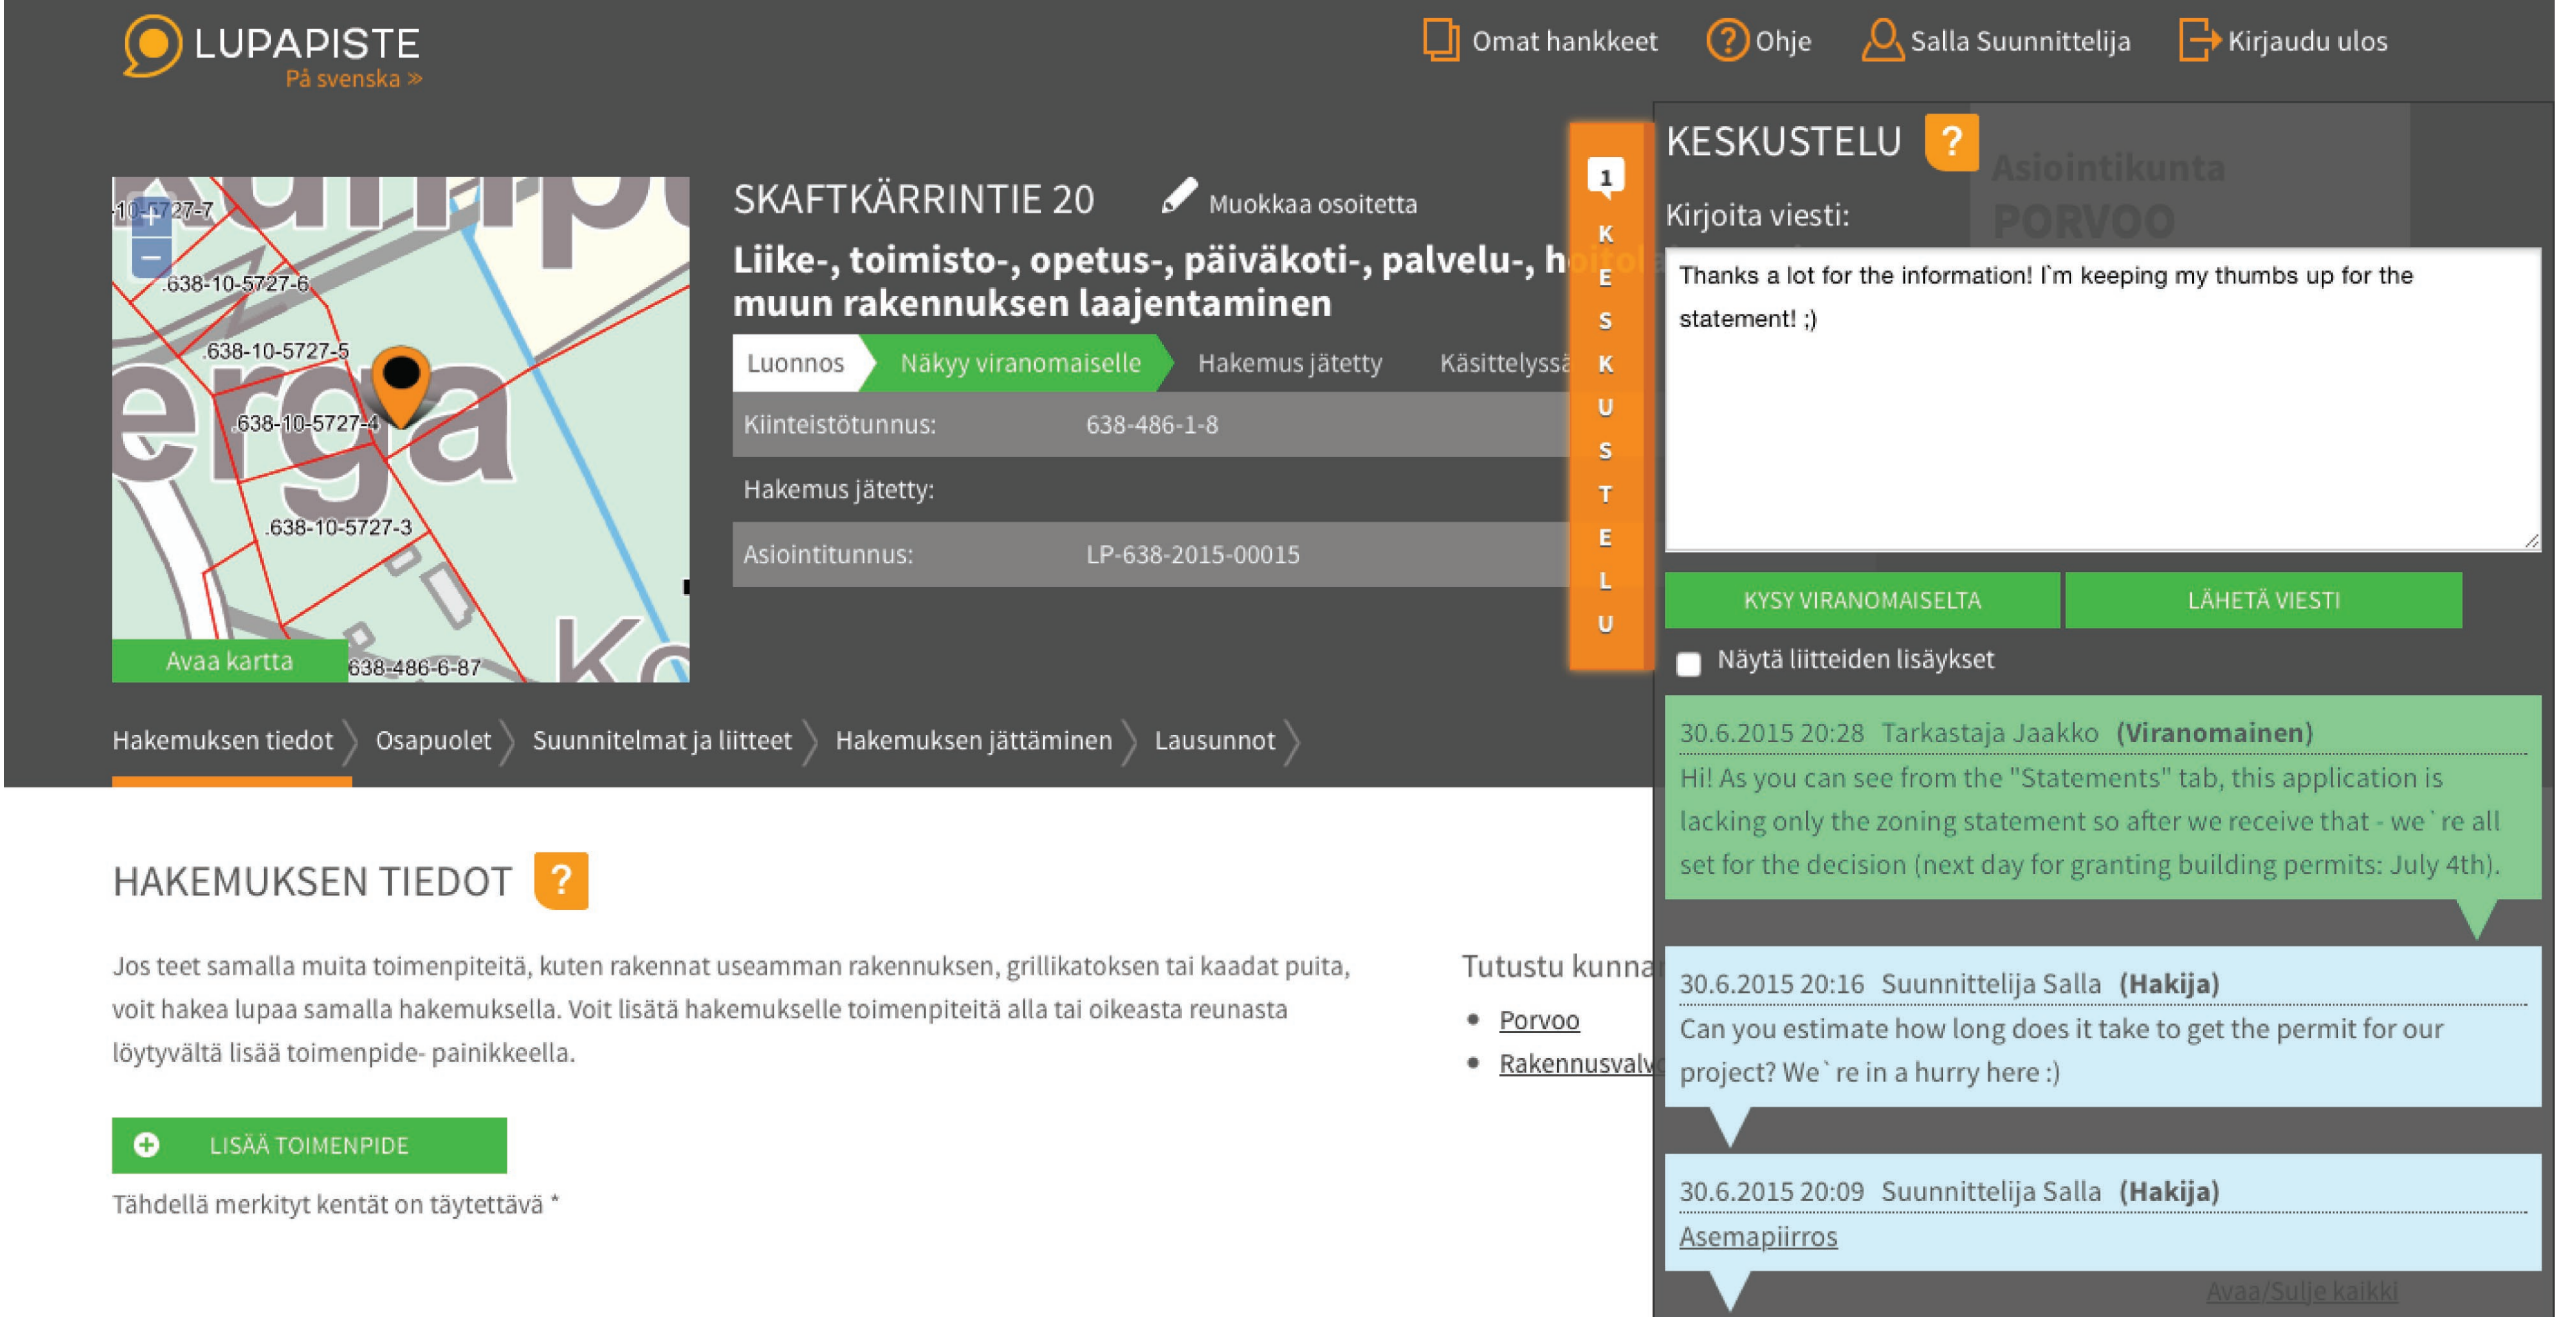 LUPAPISTE
På svenska »
Omat hankkeet
Ohje
Salla Suunnittelija
Kirjaudu ulos
10-5727-7
.638-10-5727-6
.638-10-5727-5
.638-10-5727-4
erga
.638-10-5727-3
638-486-6-87
Avaa kartta
SKAFTKÄRRINTIE 20
Muokkaa osoitetta
Liike-, toimisto-, opetus-, päiväkoti-, palvelu-,
muun rakennuksen laajentaminen
Luonnos
Näkyy viranomaiselle
Hakemus jätetty
Käsittelyssä
Kiinteistötunnus: 638-486-1-8
Hakemus jätetty:
Asiointitunnus: LP-638-2015-00015
1
KESKUSTELU
KESKUSTELU ?
Asiointikunta
PORVOO
Kirjoita viesti:
Thanks a lot for the information! I`m keeping my thumbs up for the
statement! ;)
KYSY VIRANOMAISELTA
LÄHETÄ VIESTI
Näytä liitteiden lisäykset
30.6.2015 20:28 Tarkastaja Jaakko (Viranomainen)
Hi! As you can see from the "Statements" tab, this application is
lacking only the zoning statement so after we receive that - we`re all
set for the decision (next day for granting building permits: July 4th).
30.6.2015 20:16 Suunnittelija Salla (Hakija)
Can you estimate how long does it take to get the permit for our
project? We`re in a hurry here :)
30.6.2015 20:09 Suunnittelija Salla (Hakija)
Asemapiirros
Avaa/Sulje kaikki
Hakemuksen tiedot
Osapuolet
Suunnitelmat ja liitteet
Hakemuksen jättäminen
Lausunnot
HAKEMUKSEN TIEDOT ?
Jos teet samalla muita toimenpiteitä, kuten rakennat useamman rakennuksen, grillikatoksen tai kaadat puita,
voit hakea lupaa samalla hakemuksella. Voit lisätä hakemukselle toimenpiteitä alla tai oikeasta reunasta
löytyvältä lisää toimenpide- painikkeella.
Tutustu
Porvoo
LISÄÄ TOIMENPIDE
Tähdellä merkityt kentät on täytettävä *